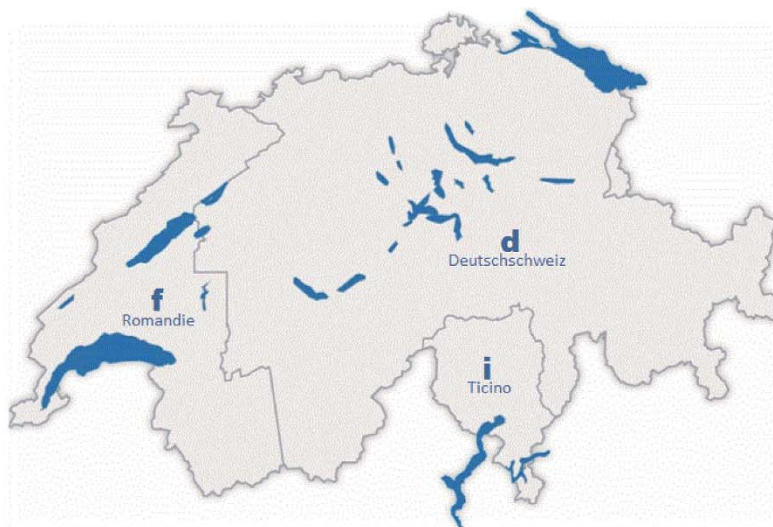 d
Deutschschweiz
f
Romandie
i
Ticino